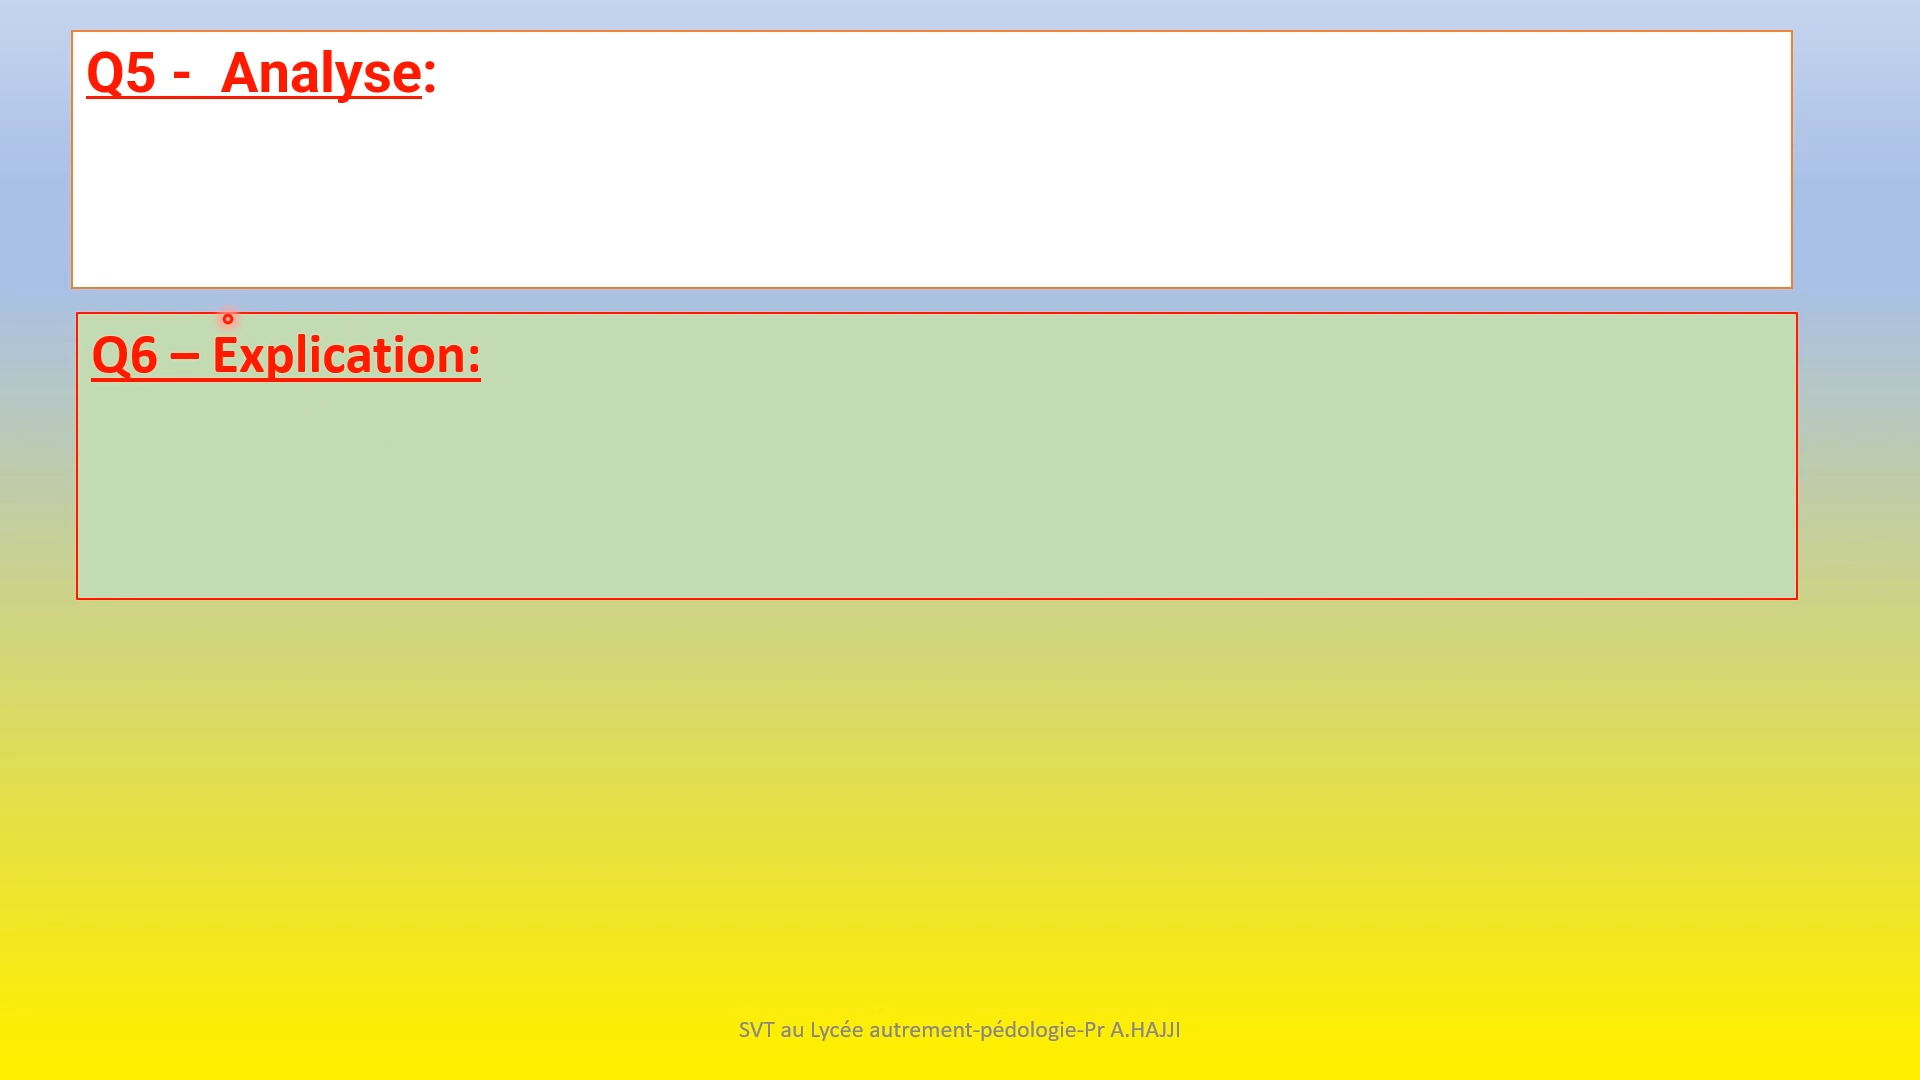 Q5 -  Analyse:
Q6 – Explication:
SVT au Lycée autrement-pédologie-Pr A.HAJJI